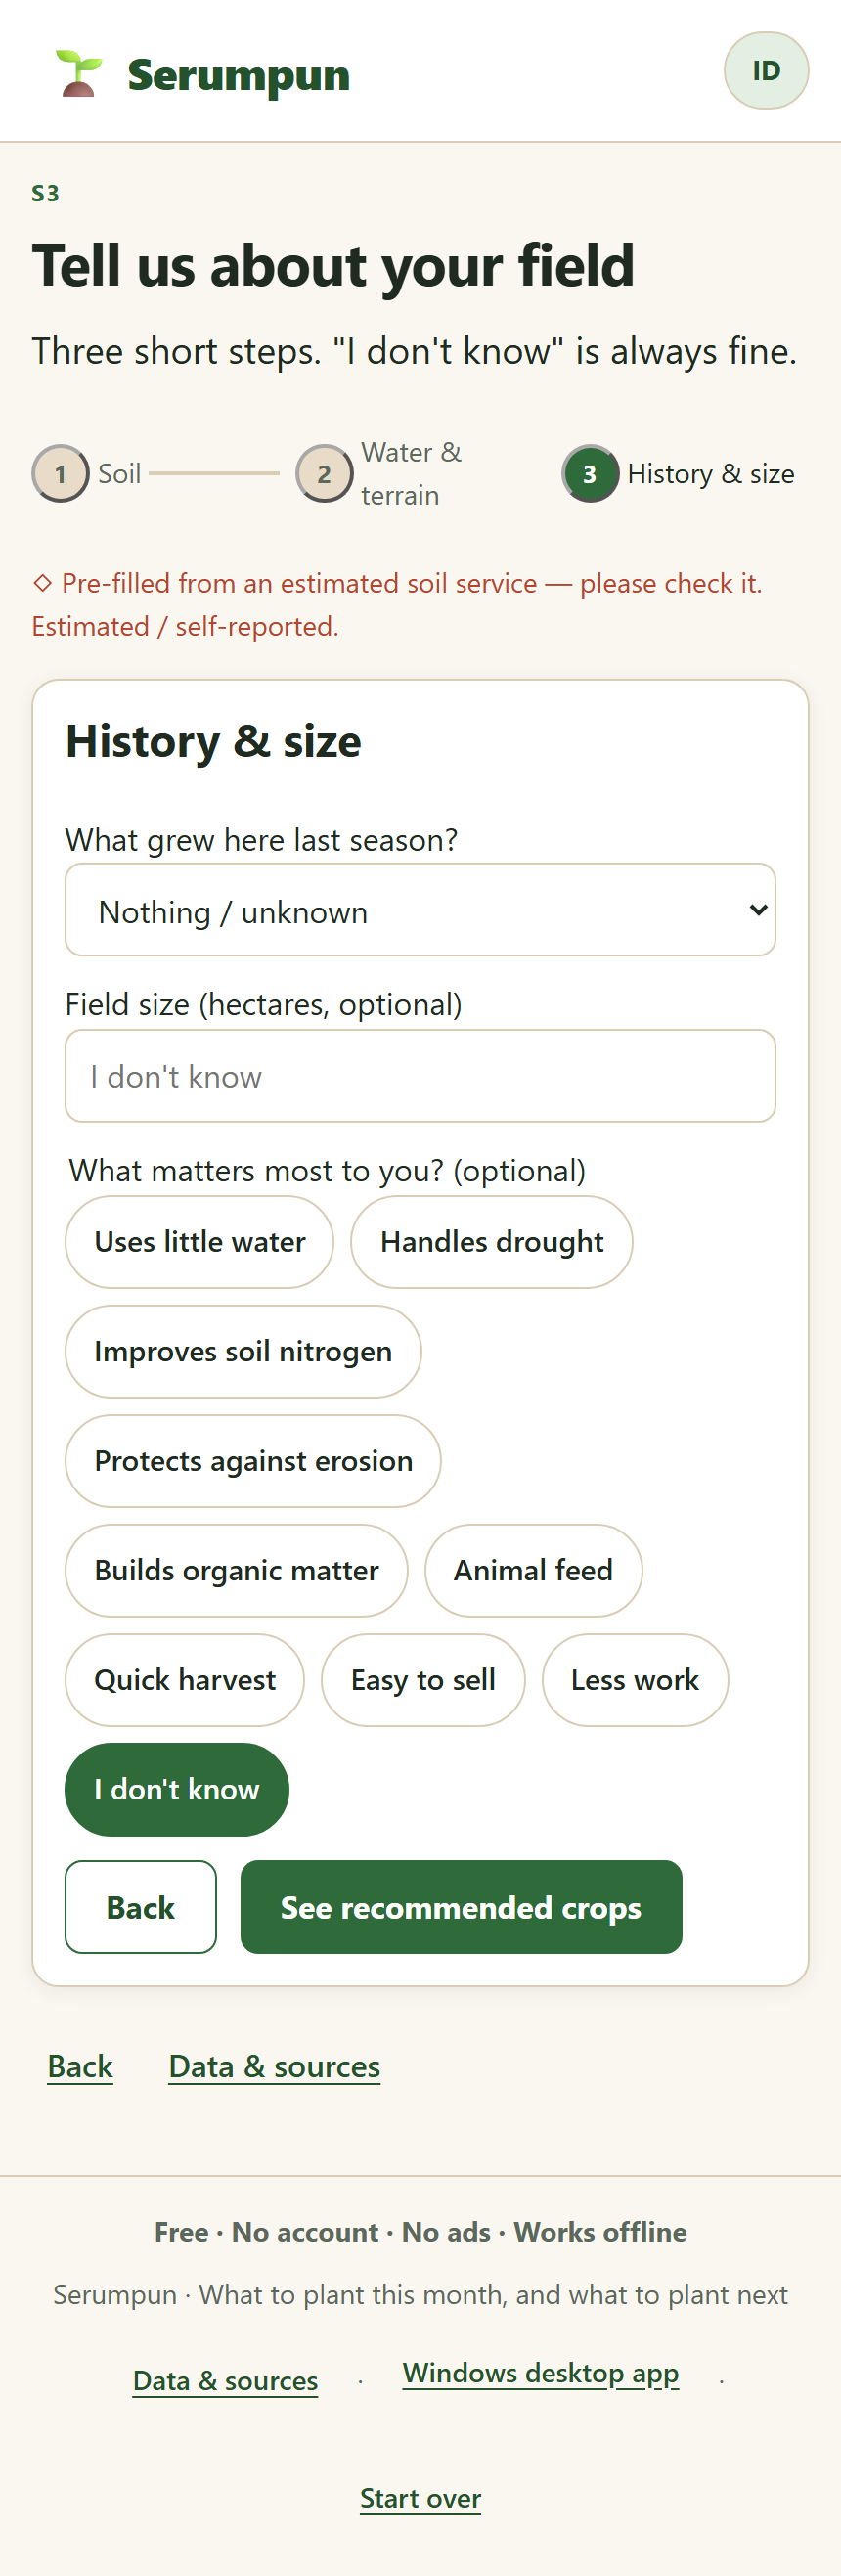 Serumpun
ID
S3
Tell us about your field
Three short steps. "I don't know" is always fine.
1 Soil
2 Water & terrain
3 History & size
◇ Pre-filled from an estimated soil service — please check it.
Estimated / self-reported.
History & size
What grew here last season?
Nothing / unknown
Field size (hectares, optional)
I don't know
What matters most to you? (optional)
Uses little water
Handles drought
Improves soil nitrogen
Protects against erosion
Builds organic matter
Animal feed
Quick harvest
Easy to sell
Less work
I don't know
Back
See recommended crops
Back
Data & sources
Free · No account · No ads · Works offline
Serumpun · What to plant this month, and what to plant next
Data & sources · Windows desktop app ·
Start over